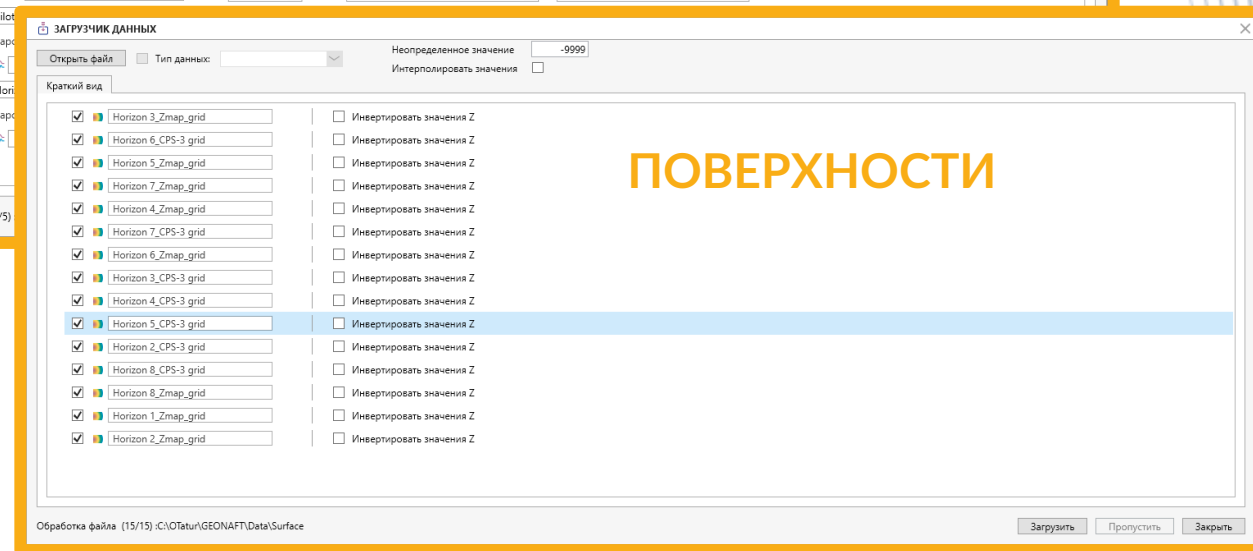 ЗАГРУЗЧИК ДАННЫХ
Открыть файл Тип данных: Неопределенное значение -9999
Интерполировать значения
Краткий вид
Horizon 3_Zmap_grid Инвертировать значения Z
Horizon 6_CPS-3 grid Инвертировать значения Z
Horizon 5_Zmap_grid Инвертировать значения Z
Horizon 7_Zmap_grid Инвертировать значения Z
Horizon 4_Zmap_grid Инвертировать значения Z
Horizon 7_CPS-3 grid Инвертировать значения Z
Horizon 6_Zmap_grid Инвертировать значения Z
Horizon 3_CPS-3 grid Инвертировать значения Z
Horizon 4_CPS-3 grid Инвертировать значения Z
Horizon 5_CPS-3 grid Инвертировать значения Z
Horizon 2_CPS-3 grid Инвертировать значения Z
Horizon 8_CPS-3 grid Инвертировать значения Z
Horizon 8_Zmap_grid Инвертировать значения Z
Horizon 1_Zmap_grid Инвертировать значения Z
Horizon 2_Zmap_grid Инвертировать значения Z
ПОВЕРХНОСТИ
Обработка файла (15/15) :C:\OTatur\GEONAFT\Data\Surface
Загрузить Пропустить Закрыть